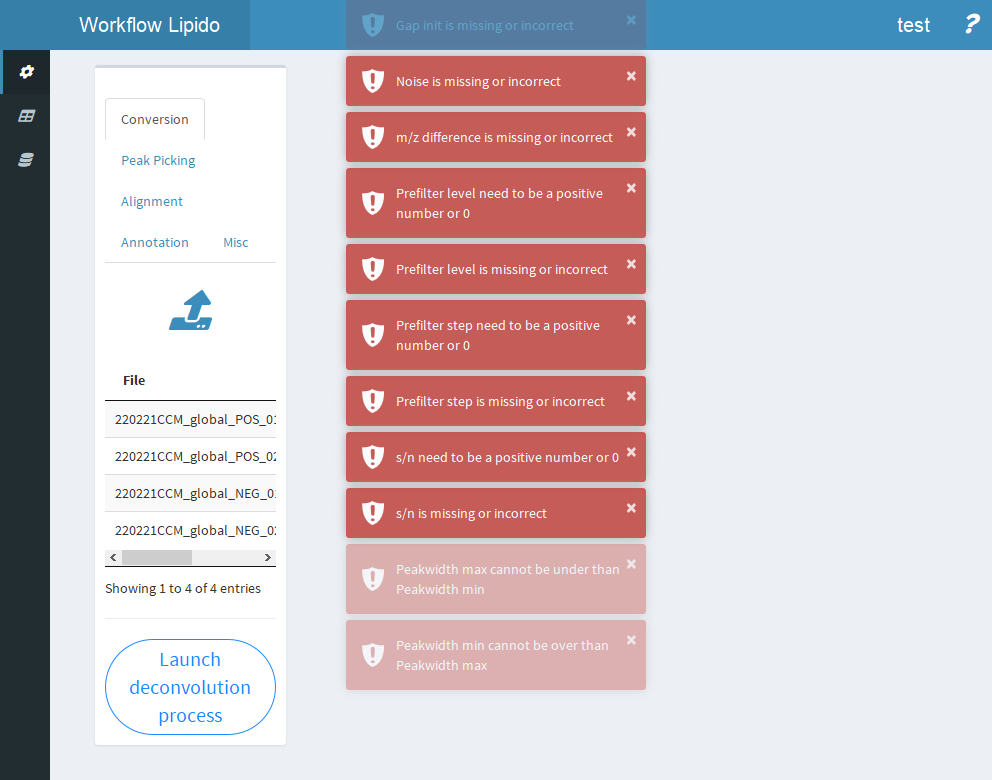 Workflow Lipido
test
?
Gap init is missing or incorrect
Noise is missing or incorrect
m/z difference is missing or incorrect
Prefilter level need to be a positive
number or 0
Prefilter level is missing or incorrect
Prefilter step need to be a positive
number or 0
Prefilter step is missing or incorrect
s/n need to be a positive number or 0
s/n is missing or incorrect
Peakwidth max cannot be under than
Peakwidth min
Peakwidth min cannot be over than
Peakwidth max
Conversion
Peak Picking
Alignment
Annotation Misc
File
220221CCM_global_POS_01
220221CCM_global_POS_02
220221CCM_global_NEG_01
220221CCM_global_NEG_02
Showing 1 to 4 of 4 entries
Launch
deconvolution
process